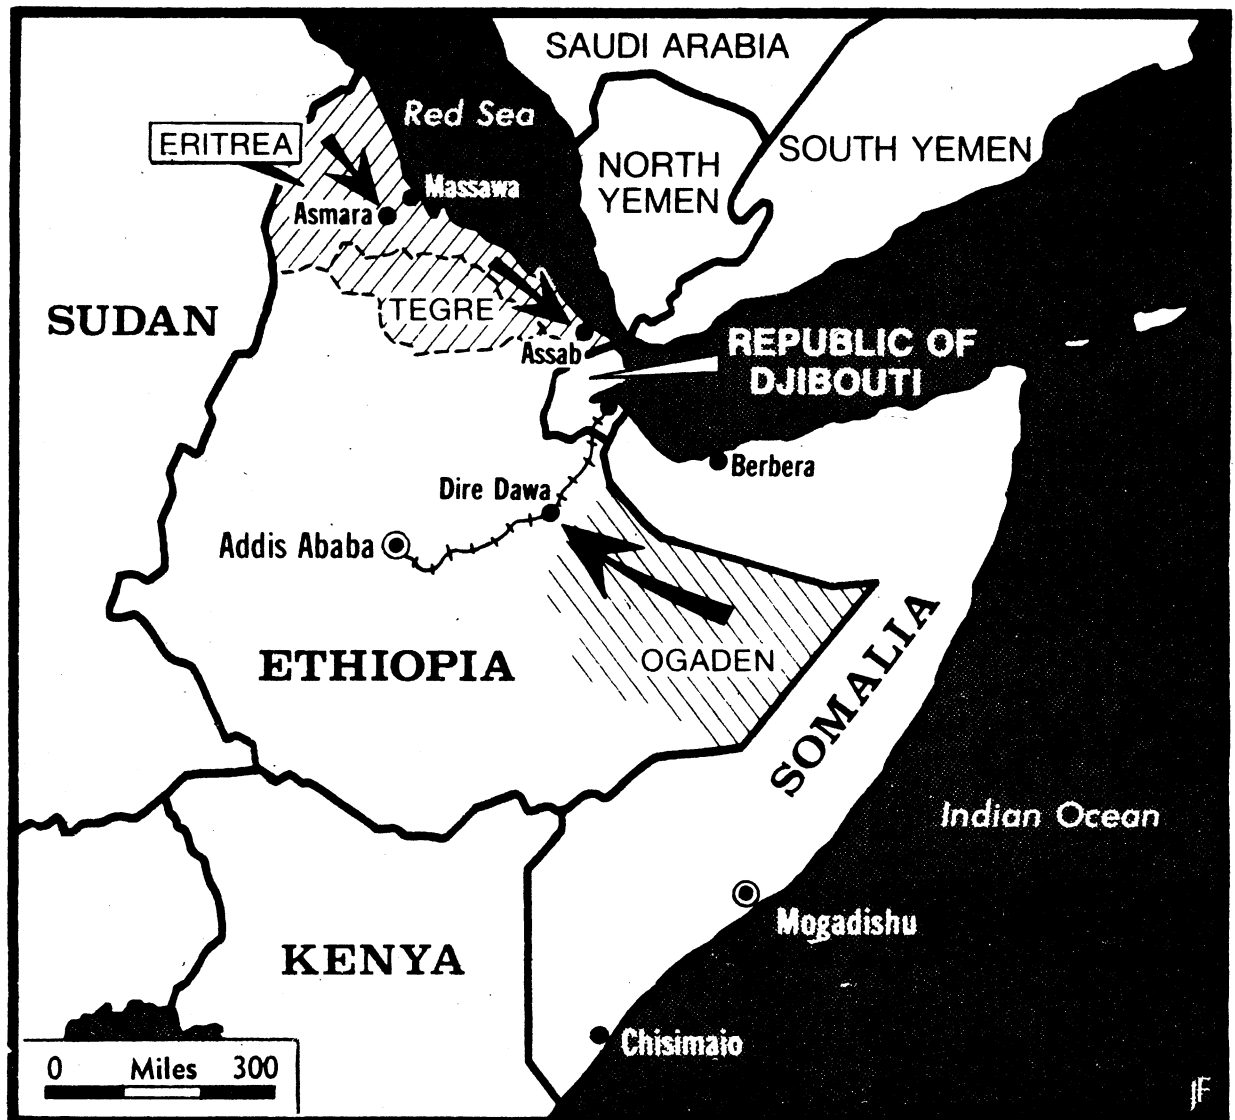 SAUDI ARABIA
Red Sea
ERITREA
SOUTH YEMEN
NORTH
YEMEN
Massawa
Asmara
SUDAN
TEGRE
Assab
REPUBLIC OF
DJIBOUTI
Berbera
Dire Dawa
Addis Ababa
ETHIOPIA
OGADEN
SOMALIA
Indian Ocean
Mogadishu
KENYA
Chisimaio
0 Miles 300
JF